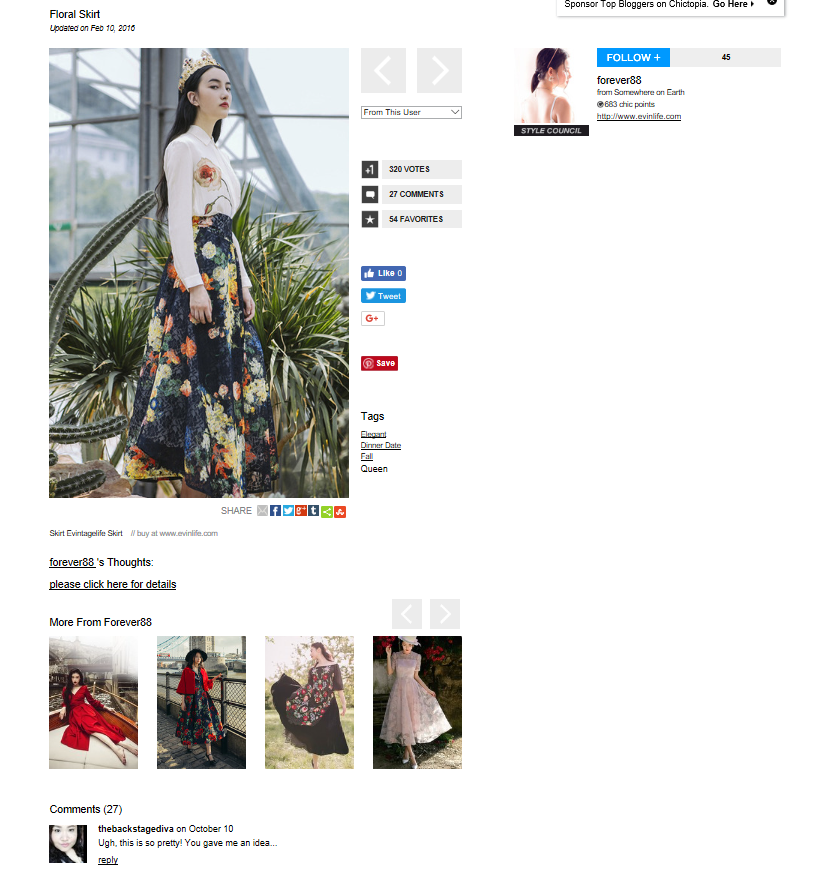 Sponsor Top Bloggers on Chictopia. Go Here
Floral Skirt
Updated on Feb 10, 2016
From This User
320 VOTES
27 COMMENTS
54 FAVORITES
Like 0
Tweet
G+
Save
Tags
Elegant
Dinner Date
Fall
Queen
FOLLOW + 45
forever88
from Somewhere on Earth
683 chic points
http://www.evinlife.com
STYLE COUNCIL
SHARE
Skirt Evintagelife Skirt // buy at www.evinlife.com
forever88 's Thoughts:
please click here for details
More From Forever88
Comments (27)
thebackstagediva on October 10
Ugh, this is so pretty! You gave me an idea...
reply